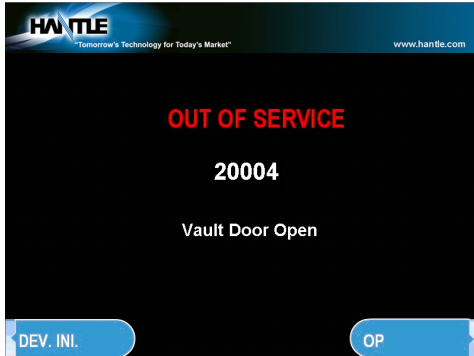 HANTLE
"Tomorrow's Technology for Today's Market"
www.hantle.com
OUT OF SERVICE
20004
Vault Door Open
DEV. INI.
OP